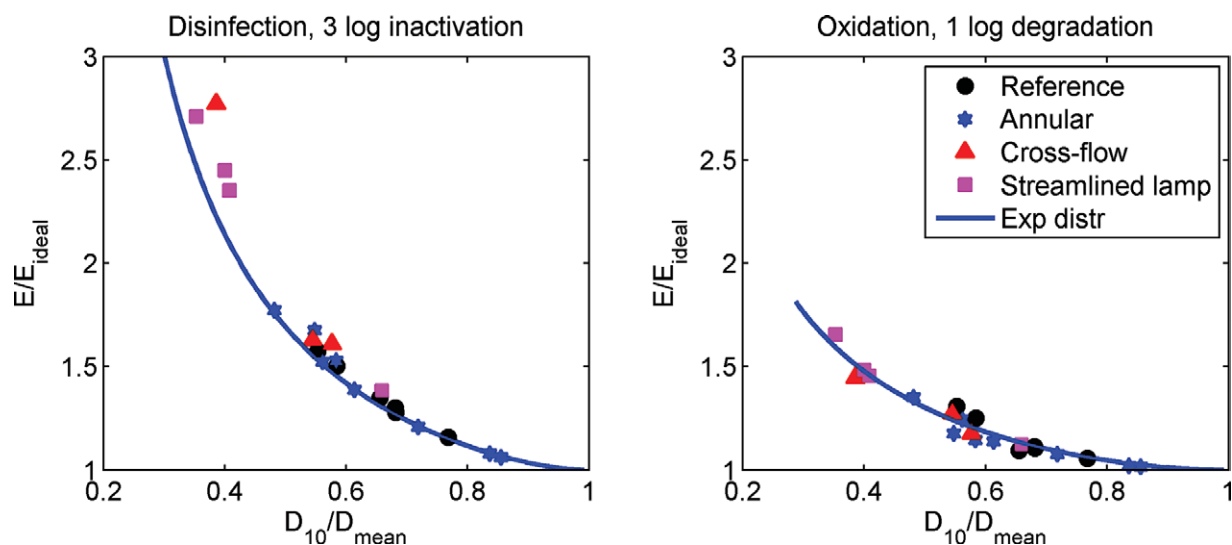 Disinfection, 3 log inactivation
3
2.5
2
1.5
1
E/E_ideal
0.2 0.4 0.6 0.8 1
D_10/D_mean
Oxidation, 1 log degradation
3
2.5
2
1.5
1
E/E_ideal
0.2 0.4 0.6 0.8 1
D_10/D_mean
Reference
Annular
Cross-flow
Streamlined lamp
Exp distr